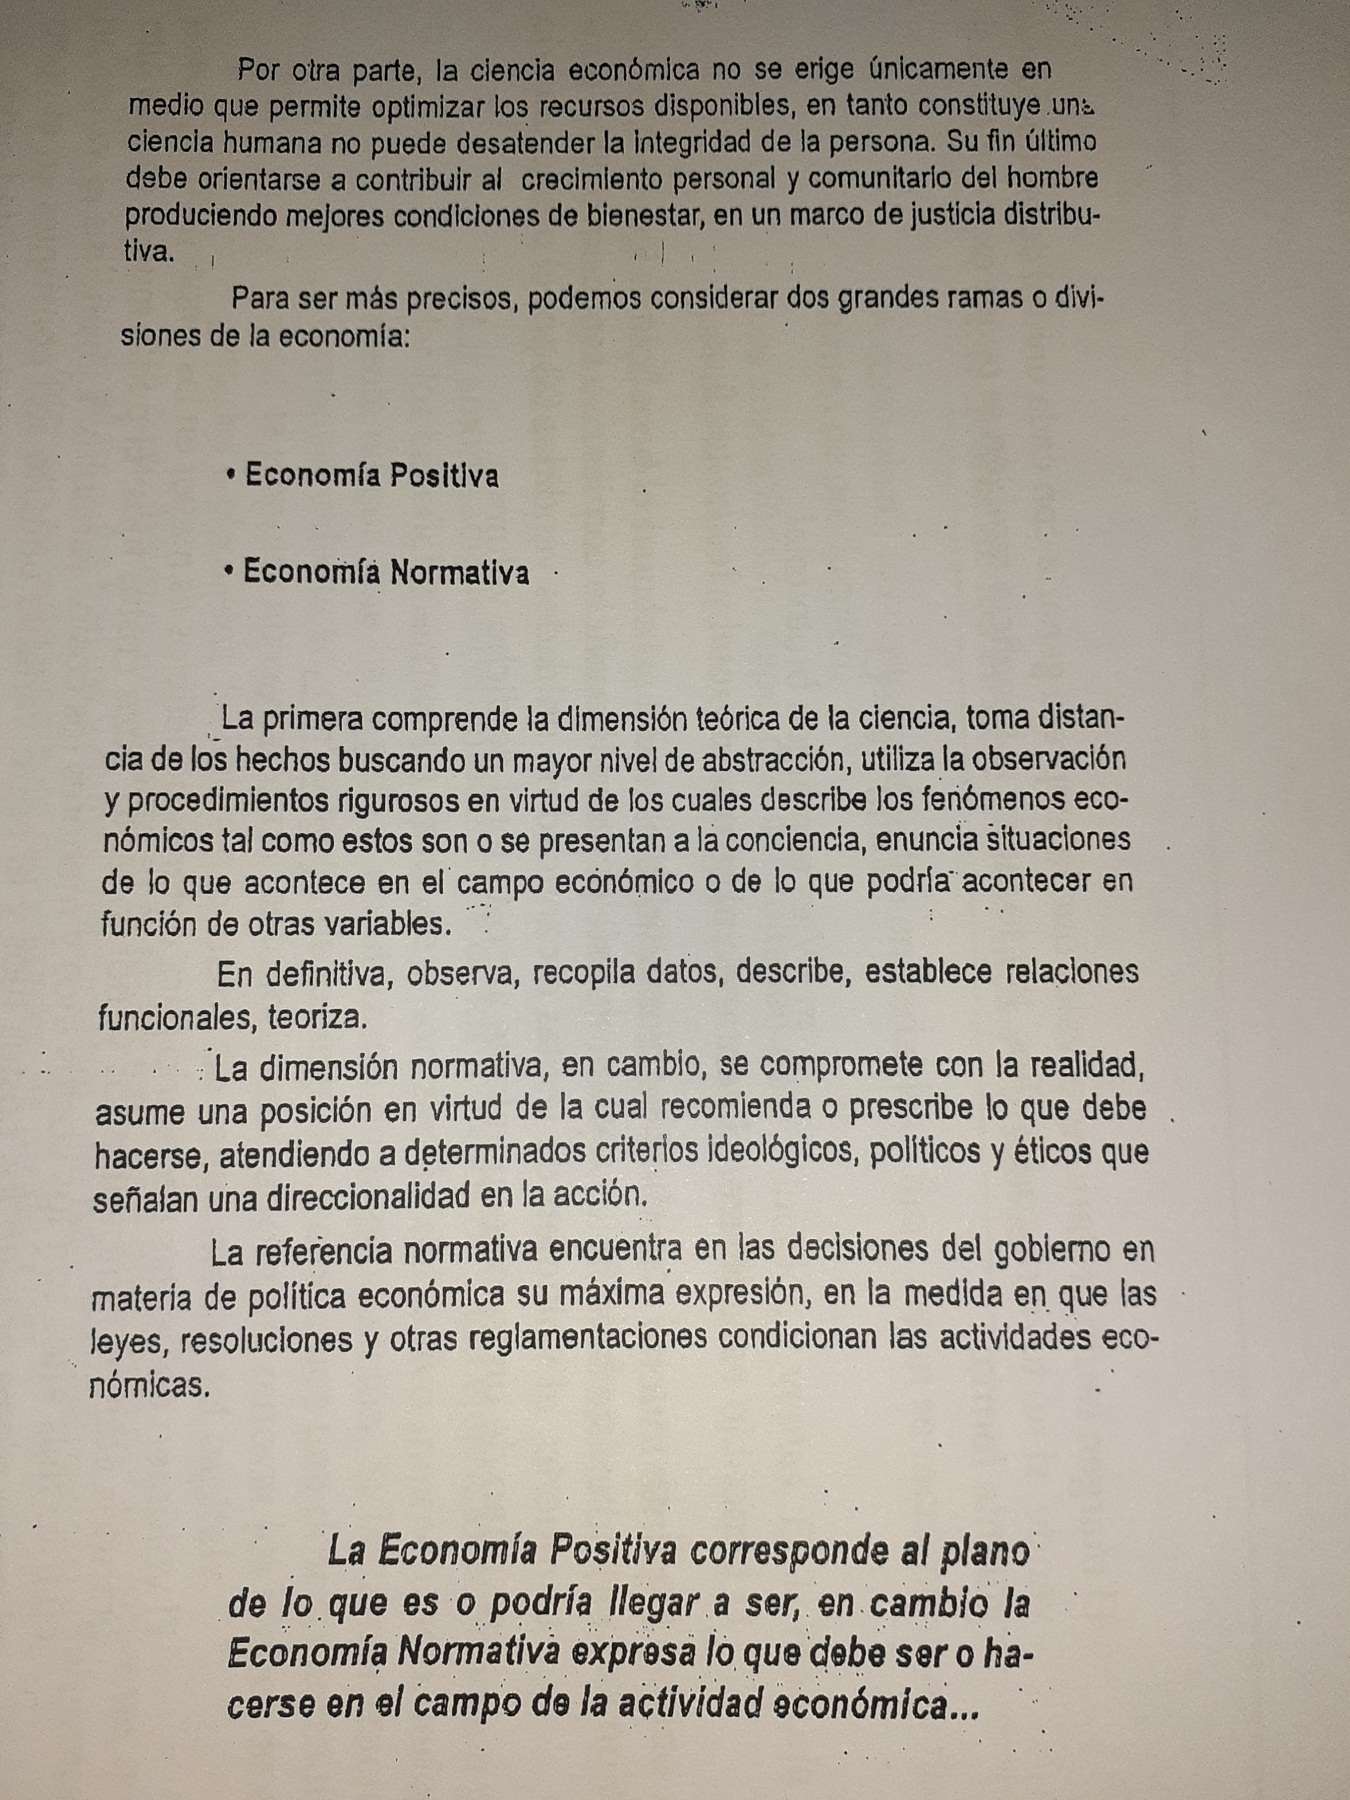 Por otra parte, la ciencia económica no se erige únicamente en
medio que permite optimizar los recursos disponibles, en tanto constituye una
ciencia humana no puede desatender la integridad de la persona. Su fin último
debe orientarse a contribuir al crecimiento personal y comunitario del hombre
produciendo mejores condiciones de bienestar, en un marco de justicia distribu-
tiva.
Para ser más precisos, podemos considerar dos grandes ramas o divi-
siones de la economía:
• Economía Positiva
• Economía Normativa
La primera comprende la dimensión teórica de la ciencia, toma distan-
cia de los hechos buscando un mayor nivel de abstracción, utiliza la observación
y procedimientos rigurosos en virtud de los cuales describe los fenómenos eco-
nómicos tal como estos son o se presentan a la conciencia, enuncia situaciones
de lo que acontece en el campo económico o de lo que podría acontecer en
función de otras variables.
En definitiva, observa, recopila datos, describe, establece relaciones
funcionales, teoriza.
La dimensión normativa, en cambio, se compromete con la realidad,
asume una posición en virtud de la cual recomienda o prescribe lo que debe
hacerse, atendiendo a determinados criterios ideológicos, políticos y éticos que
señalan una direccionalidad en la acción.
La referencia normativa encuentra en las decisiones del gobierno en
materia de política económica su máxima expresión, en la medida en que las
leyes, resoluciones y otras reglamentaciones condicionan las actividades eco-
nómicas.
La Economía Positiva corresponde al plano
de lo que es o podría llegar a ser, en cambio la
Economía Normativa expresa lo que debe ser o ha-
cerse en el campo de la actividad económica...